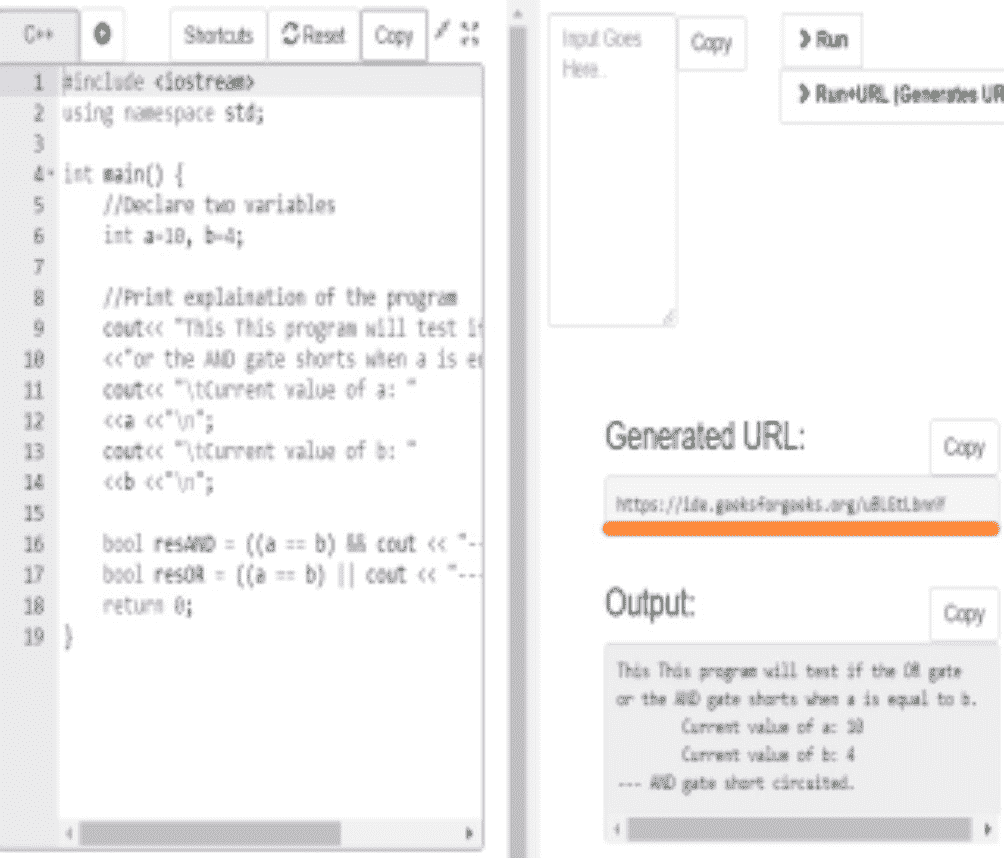 C++
Shortcuts
Reset
Copy
1 #include <iostream>
2 using namespace std;
3
4 int main() {
5 //Declare two variables
6 int a=10, b=4;
7
8 //Print explaination of the program
9 cout<< "This This program will test if
10 <<"or the AND gate shorts when a is eq
11 cout<< "\tCurrent value of a: "
12 <<a <<"\n";
13 cout<< "\tCurrent value of b: "
14 <<b <<"\n";
15
16 bool resAND = ((a == b) && cout << "--
17 bool resOR = ((a == b) || cout << "---
18 return 0;
19 }
Input Goes
Here..
Copy
Run
Run+URL (Generates UR
Generated URL:
Copy
Output:
Copy
This This program will test if the OR gate
or the AND gate shorts when a is equal to b.
Current value of a: 10
Current value of b: 4
--- AND gate short circuited.